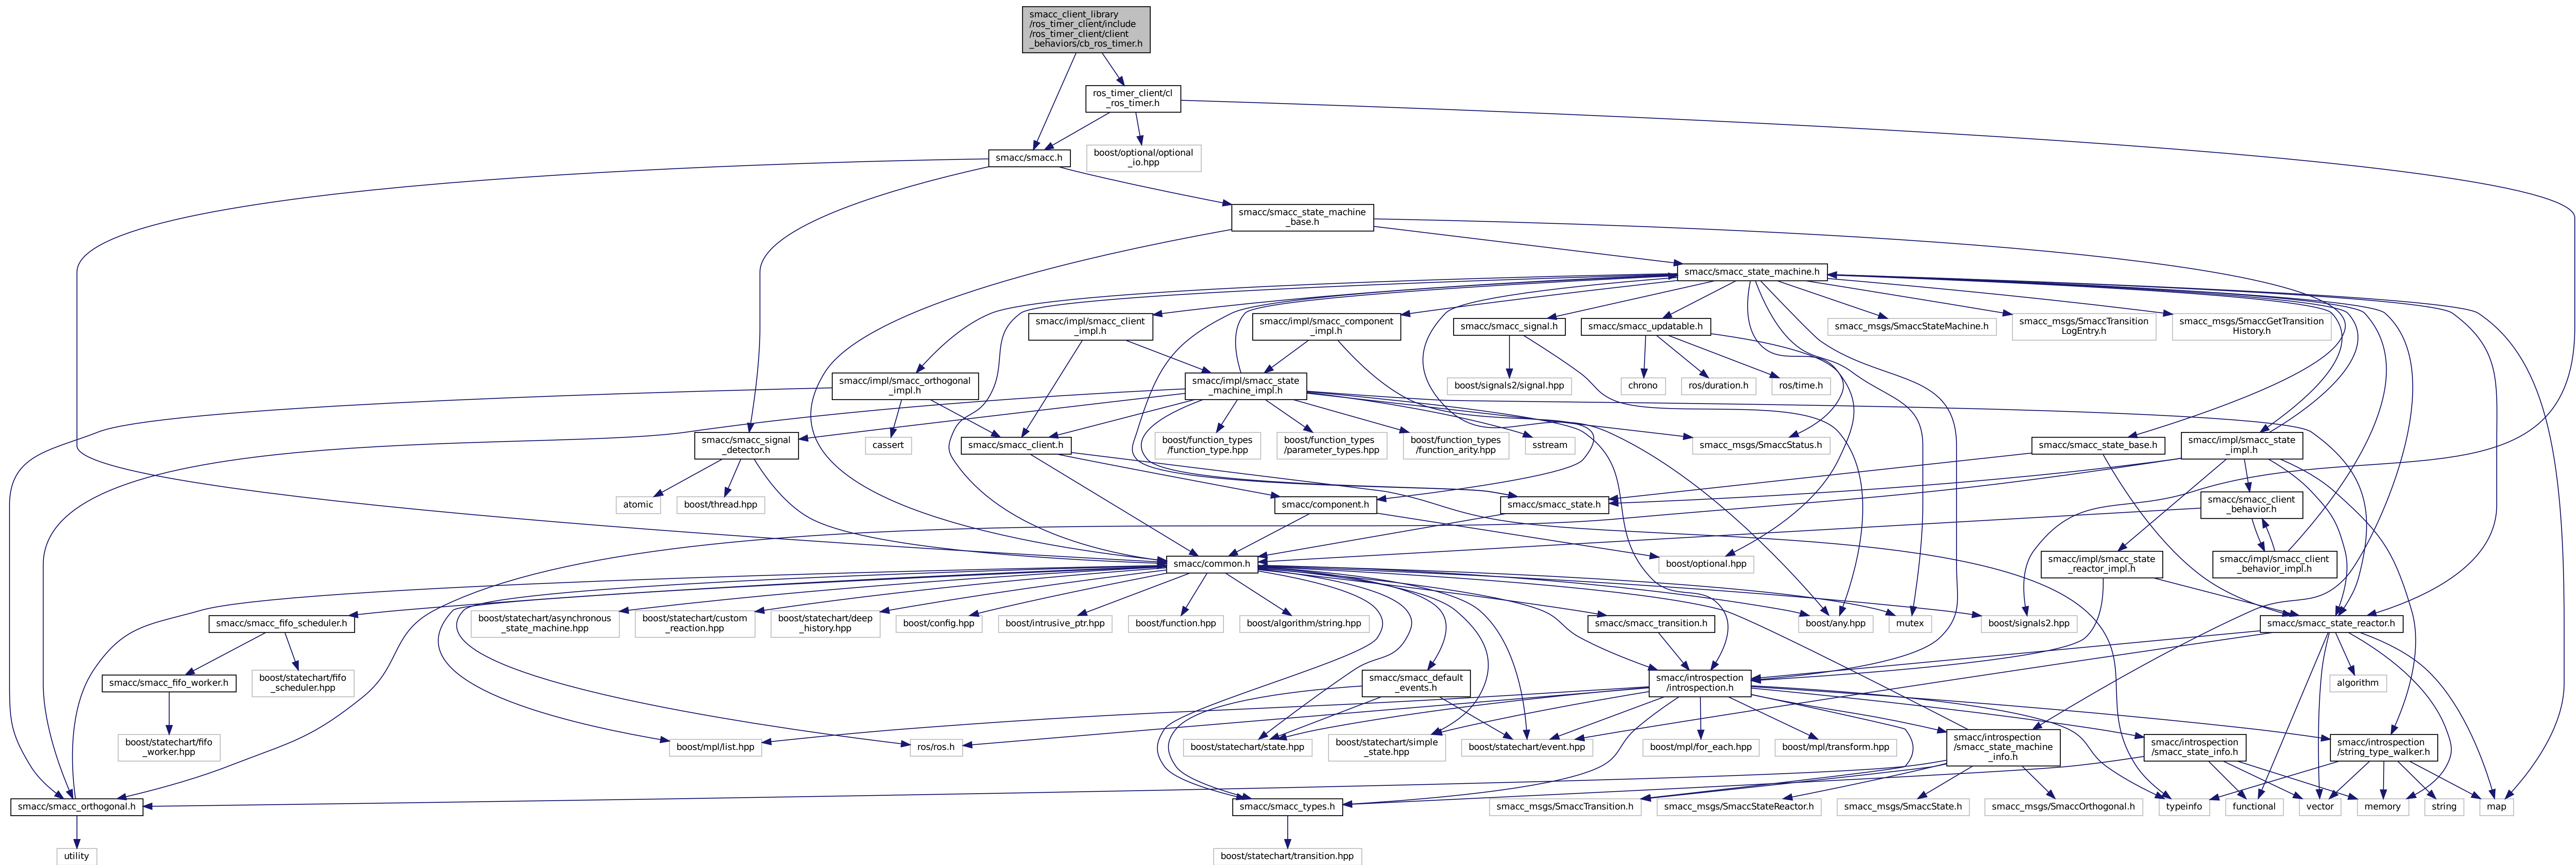 smacc_client_library
/ros_timer_client/include
/ros_timer_client/client
_behaviors/cb_ros_timer.h
ros_timer_client/cl
_ros_timer.h
smacc/smacc.h
boost/optional/optional
_io.hpp
smacc/smacc_state_machine
_base.h
smacc/smacc_state_machine.h
smacc/impl/smacc_client
_impl.h
smacc/impl/smacc_component
_impl.h
smacc/smacc_signal.h
smacc/smacc_updatable.h
smacc_msgs/SmaccStateMachine.h
smacc_msgs/SmaccTransition
LogEntry.h
smacc_msgs/SmaccGetTransition
History.h
smacc/impl/smacc_orthogonal
_impl.h
smacc/impl/smacc_state
_machine_impl.h
boost/signals2/signal.hpp
chrono
ros/duration.h
ros/time.h
smacc/smacc_signal
_detector.h
cassert
smacc/smacc_client.h
boost/function_types
/function_type.hpp
boost/function_types
/parameter_types.hpp
boost/function_types
/function_arity.hpp
sstream
smacc_msgs/SmaccStatus.h
smacc/smacc_state_base.h
smacc/impl/smacc_state
_impl.h
atomic
boost/thread.hpp
smacc/component.h
smacc/smacc_state.h
smacc/smacc_client
_behavior.h
smacc/common.h
boost/optional.hpp
smacc/impl/smacc_state
_reactor_impl.h
smacc/impl/smacc_client
_behavior_impl.h
smacc/smacc_fifo_scheduler.h
boost/statechart/asynchronous
_state_machine.hpp
boost/statechart/custom
_reaction.hpp
boost/statechart/deep
_history.hpp
boost/config.hpp
boost/intrusive_ptr.hpp
boost/function.hpp
boost/algorithm/string.hpp
smacc/smacc_transition.h
boost/any.hpp
mutex
boost/signals2.hpp
smacc/smacc_state_reactor.h
smacc/smacc_fifo_worker.h
boost/statechart/fifo
_scheduler.hpp
smacc/smacc_default
_events.h
smacc/introspection
/introspection.h
algorithm
boost/statechart/fifo
_worker.hpp
boost/mpl/list.hpp
ros/ros.h
boost/statechart/state.hpp
boost/statechart/simple
_state.hpp
boost/statechart/event.hpp
boost/mpl/for_each.hpp
boost/mpl/transform.hpp
smacc/introspection
/smacc_state_machine
_info.h
smacc/introspection
/smacc_state_info.h
smacc/introspection
/string_type_walker.h
smacc/smacc_orthogonal.h
smacc/smacc_types.h
smacc_msgs/SmaccTransition.h
smacc_msgs/SmaccStateReactor.h
smacc_msgs/SmaccState.h
smacc_msgs/SmaccOrthogonal.h
typeinfo
functional
vector
memory
string
map
utility
boost/statechart/transition.hpp